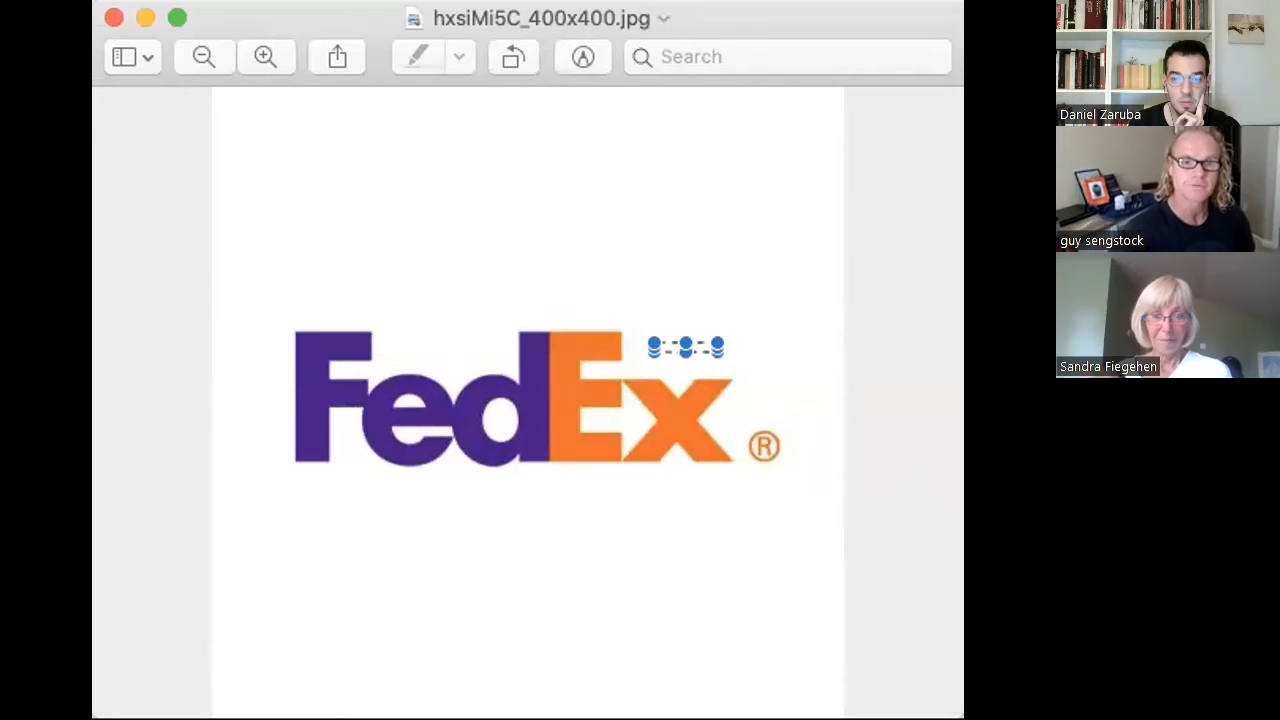 hxsiMi5C_400x400.jpg
Search
FedEx ®
Daniel Zaruba
guy sengstock
Sandra Fiegehen